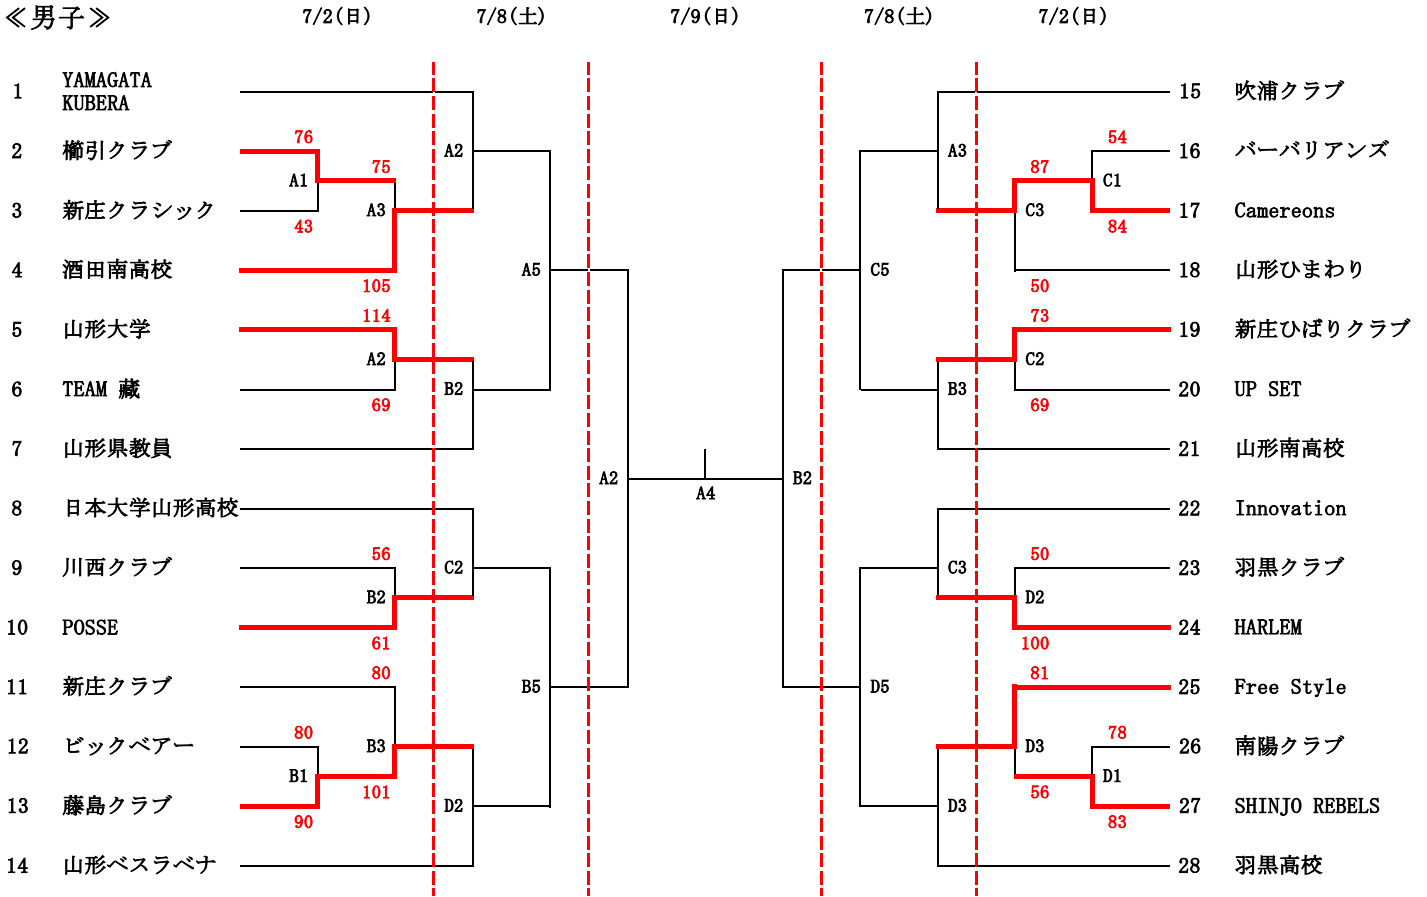 ≪男子≫ 7/2(日) 7/8(土) 7/9(日) 7/8(土) 7/2(日)
1 YAMAGATA KUBERA
2 櫛引クラブ
3 新庄クラシック
4 酒田南高校
5 山形大学
6 TEAM 藏
7 山形県教員
8 日本大学山形高校
9 川西クラブ
10 POSSE
11 新庄クラブ
12 ビックベアー
13 藤島クラブ
14 山形ベスラベナ
76
A1
43
75
A3
105
114
A2
69
56
B2
61
80
B3
101
80
B1
90
A2
B2
C2
D2
A5
B5
A2
A4
B2
C5
D5
A3
B3
C3
D3
87
C3
50
73
C2
69
50
D2
100
81
D3
56
54
C1
84
78
D1
83
15 吹浦クラブ
16 バーバリアンズ
17 Camereons
18 山形ひまわり
19 新庄ひばりクラブ
20 UP SET
21 山形南高校
22 Innovation
23 羽黒クラブ
24 HARLEM
25 Free Style
26 南陽クラブ
27 SHINJO REBELS
28 羽黒高校